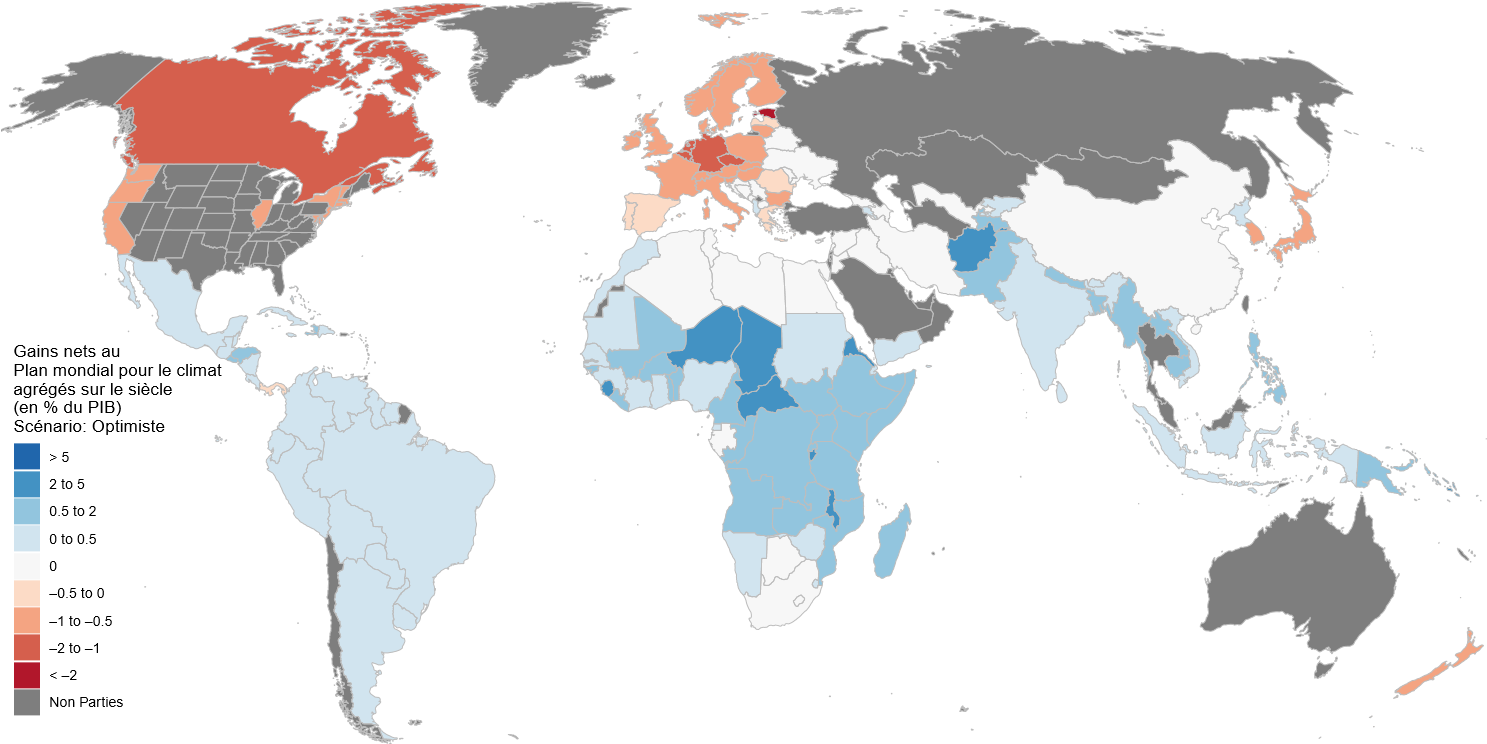 Gains nets au
Plan mondial pour le climat
agrégés sur le siècle
(en % du PIB)
Scénario: Optimiste
> 5
2 to 5
0.5 to 2
0 to 0.5
0
–0.5 to 0
–1 to –0.5
–2 to –1
< –2
Non Parties